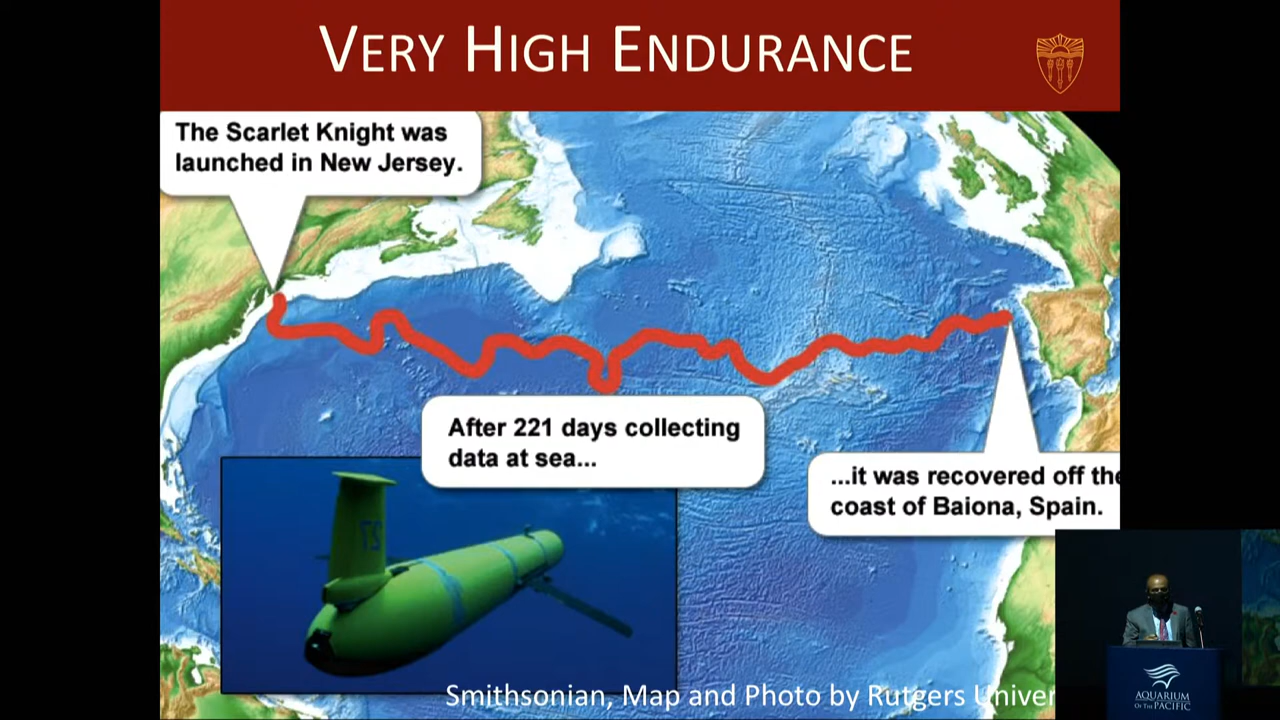 VERY HIGH ENDURANCE
The Scarlet Knight was
launched in New Jersey.
After 221 days collecting
data at sea...
...it was recovered off the
coast of Baiona, Spain.
Smithsonian, Map and Photo by Rutgers Univer
AQUARIUM
OF THE PACIFIC